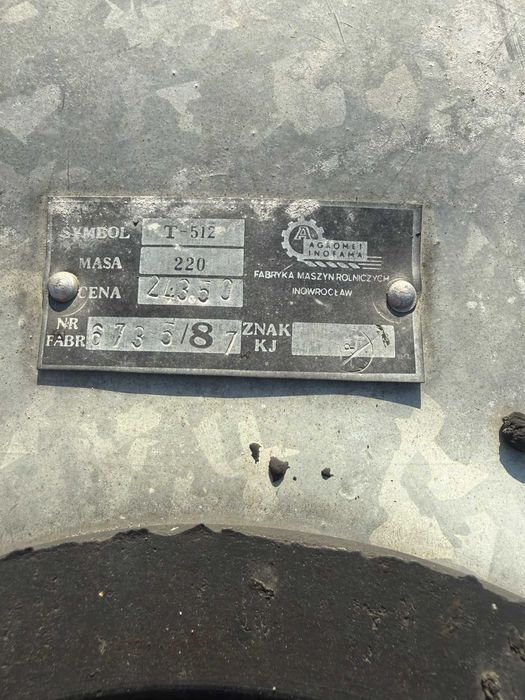 SYMBOL T-512
MASA 220
CENA 24350
NR FABR 6735/87
ZNAK KJ
AGROMET
INOFAMA
FABRYKA MASZYN ROLNICZYCH
INOWROCŁAW